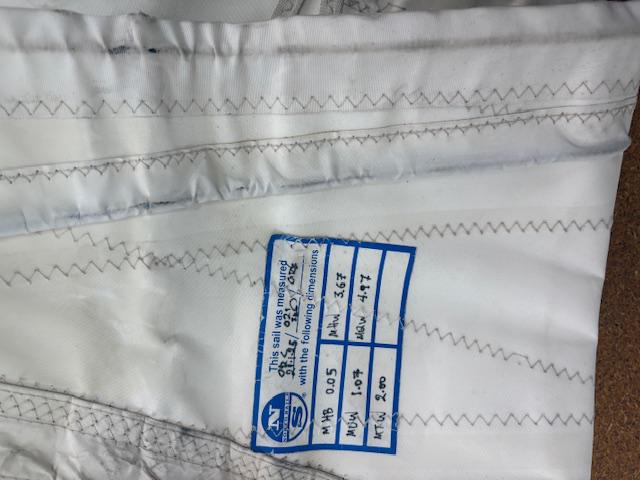 This sail was measured
with the following dimensions
MHB 0.05 MHW 3.67
MUW 1.07 MQW 4.97
MTW 2.00